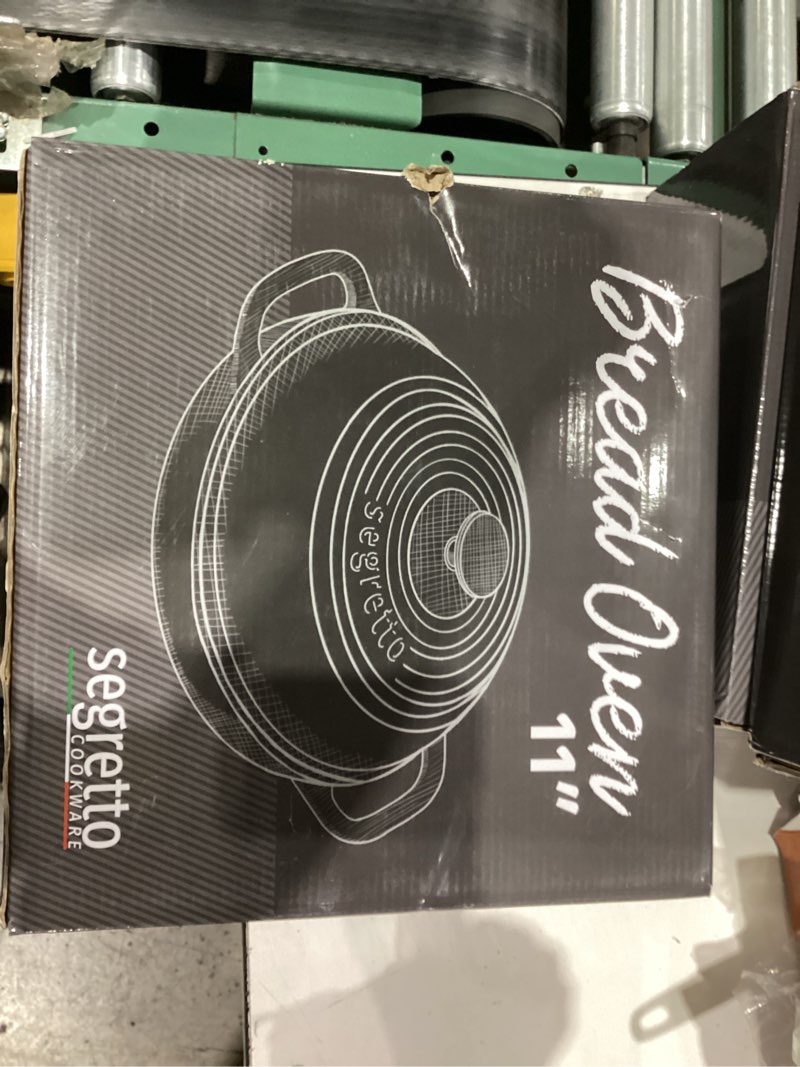 Bread Oven
11"
segretto
segretto
COOKWARE